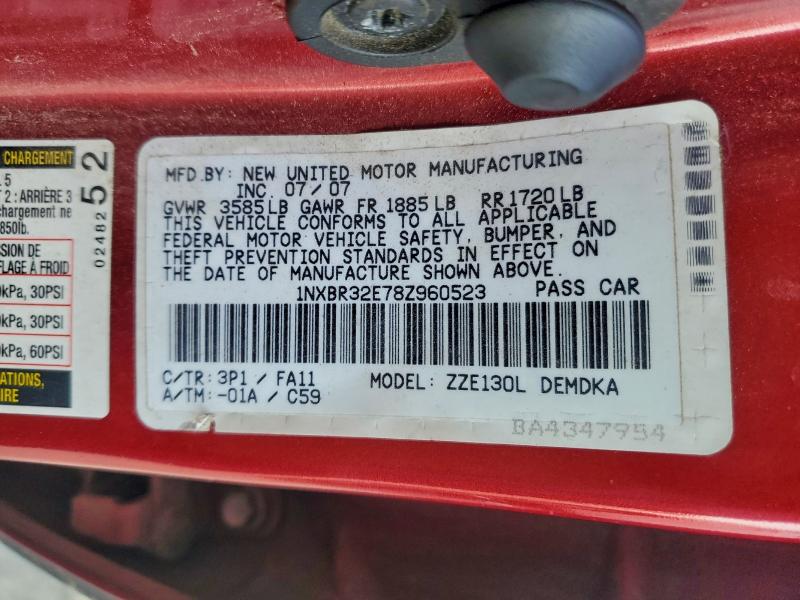 CHARGEMENT
5
2 : ARRIÈRE 3
chargement ne
850lb.
SSION DE
FLAGE À FROID
kPa, 30PSI
kPa, 30PSI
kPa, 60PSI
ATIONS,
IRE
02482
52
MFD.BY: NEW UNITED MOTOR MANUFACTURING
INC. 07/07
GVWR 3585LB GAWR FR 1885LB RR1720LB
THIS VEHICLE CONFORMS TO ALL APPLICABLE
FEDERAL MOTOR VEHICLE SAFETY, BUMPER, AND
THEFT PREVENTION STANDARDS IN EFFECT ON
THE DATE OF MANUFACTURE SHOWN ABOVE.
1NXBR32E78Z960523 PASS CAR
C/TR: 3P1 / FA11 MODEL: ZZE130L DEMDKA
A/TM: -01A / C59
BA4347954